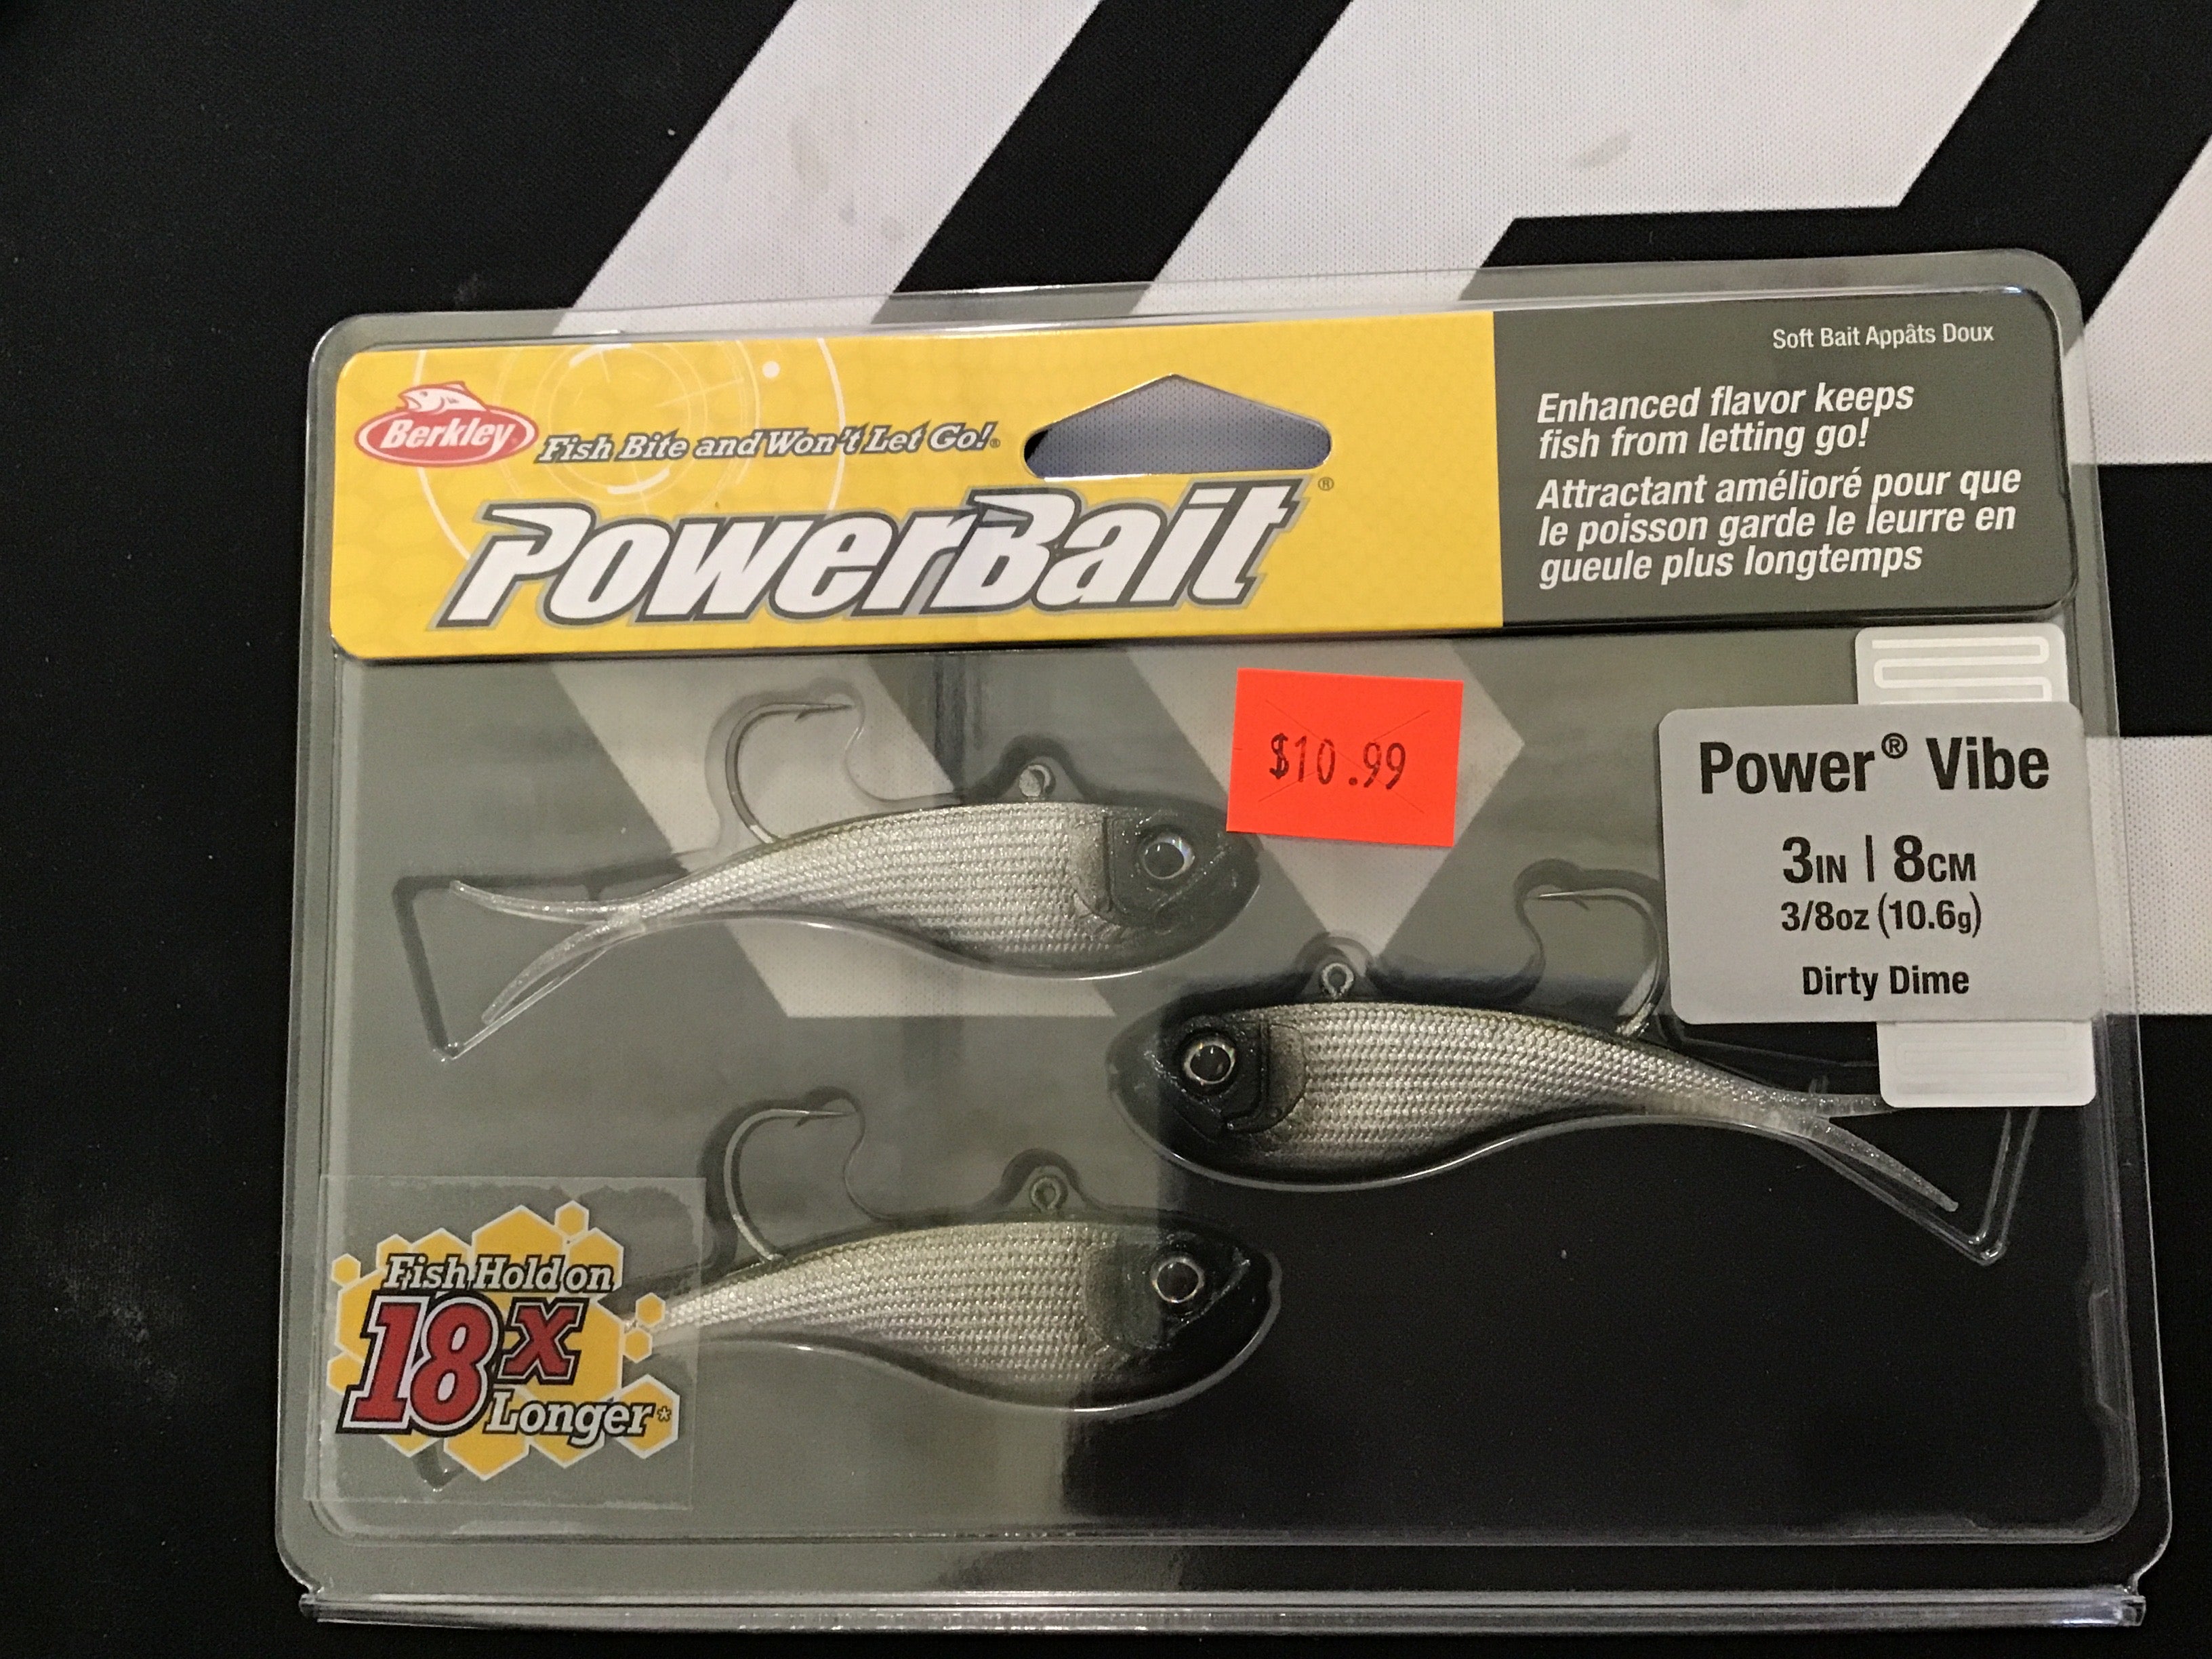 Soft Bait Appâts Doux
Berkley
Fish Bite and Won't Let Go!®
PowerBait®
Enhanced flavor keeps
fish from letting go!
Attractant amélioré pour que
le poisson garde le leurre en
gueule plus longtemps
$10.99
Power® Vibe
3IN | 8CM
3/8oz (10.6g)
Dirty Dime
Fish Hold on
18x
Longer*